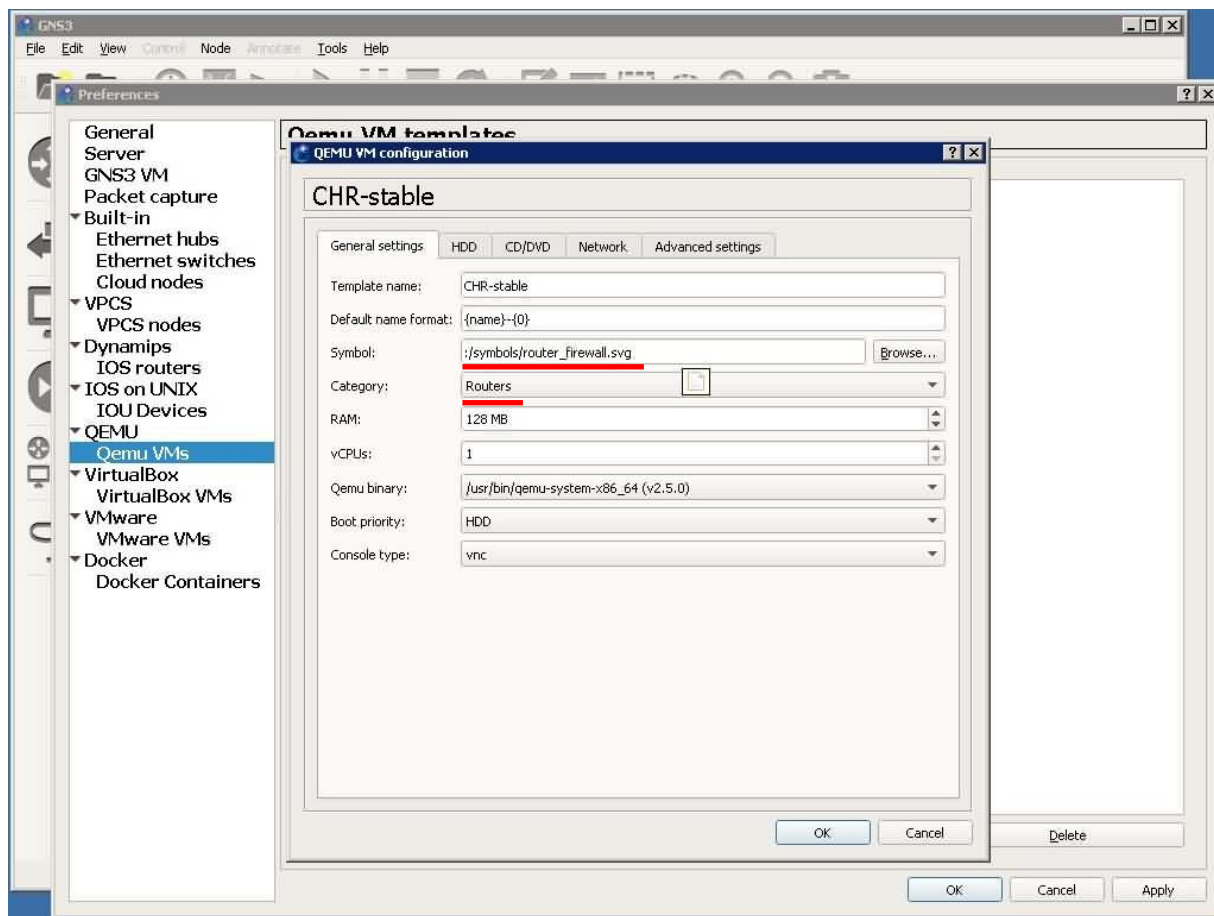 GNS3
File Edit View Control Node Annotate Tools Help
Preferences
General
Server
GNS3 VM
Packet capture
Built-in
Ethernet hubs
Ethernet switches
Cloud nodes
VPCS
VPCS nodes
Dynamips
IOS routers
IOS on UNIX
IOU Devices
QEMU
Qemu VMs
VirtualBox
VirtualBox VMs
VMware
VMware VMs
Docker
Docker Containers
Qemu VM templates
QEMU VM configuration
CHR-stable
General settings HDD CD/DVD Network Advanced settings
Template name: CHR-stable
Default name format: {name}--{0}
Symbol: :/symbols/router_firewall.svg Browse...
Category: Routers
RAM: 128 MB
vCPUs: 1
Qemu binary: /usr/bin/qemu-system-x86_64 (v2.5.0)
Boot priority: HDD
Console type: vnc
OK Cancel
Delete
OK Cancel Apply